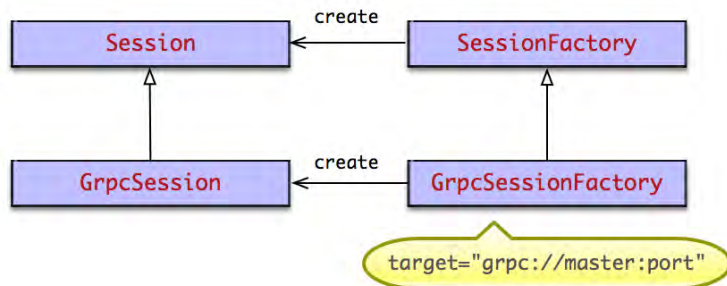 Session
create
SessionFactory
GrpcSession
create
GrpcSessionFactory
target="grpc://master:port"